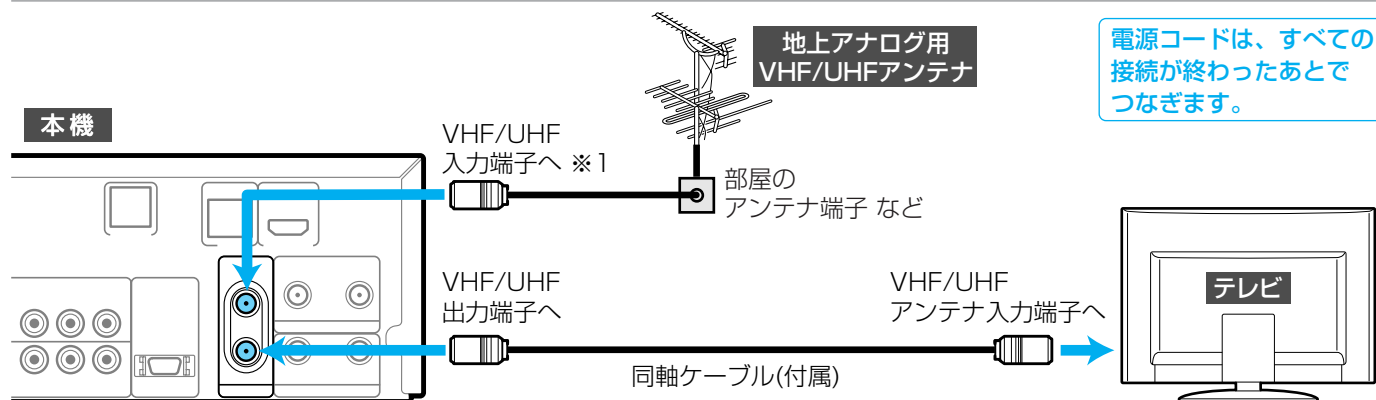 地上アナログ用
VHF/UHFアンテナ
電源コードは、すべての
接続が終わったあとで
つなぎます。
本機
VHF/UHF
入力端子へ ※1
部屋の
アンテナ端子 など
VHF/UHF
出力端子へ
VHF/UHF
アンテナ入力端子へ
テレビ
同軸ケーブル(付属)